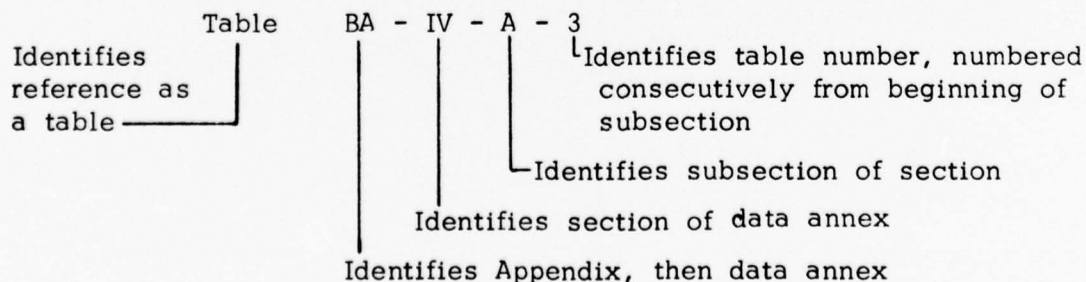 Table BA - IV - A - 3
Identifies
reference as
a table
Identifies table number, numbered
consecutively from beginning of
subsection
Identifies subsection of section
Identifies section of data annex
Identifies Appendix, then data annex